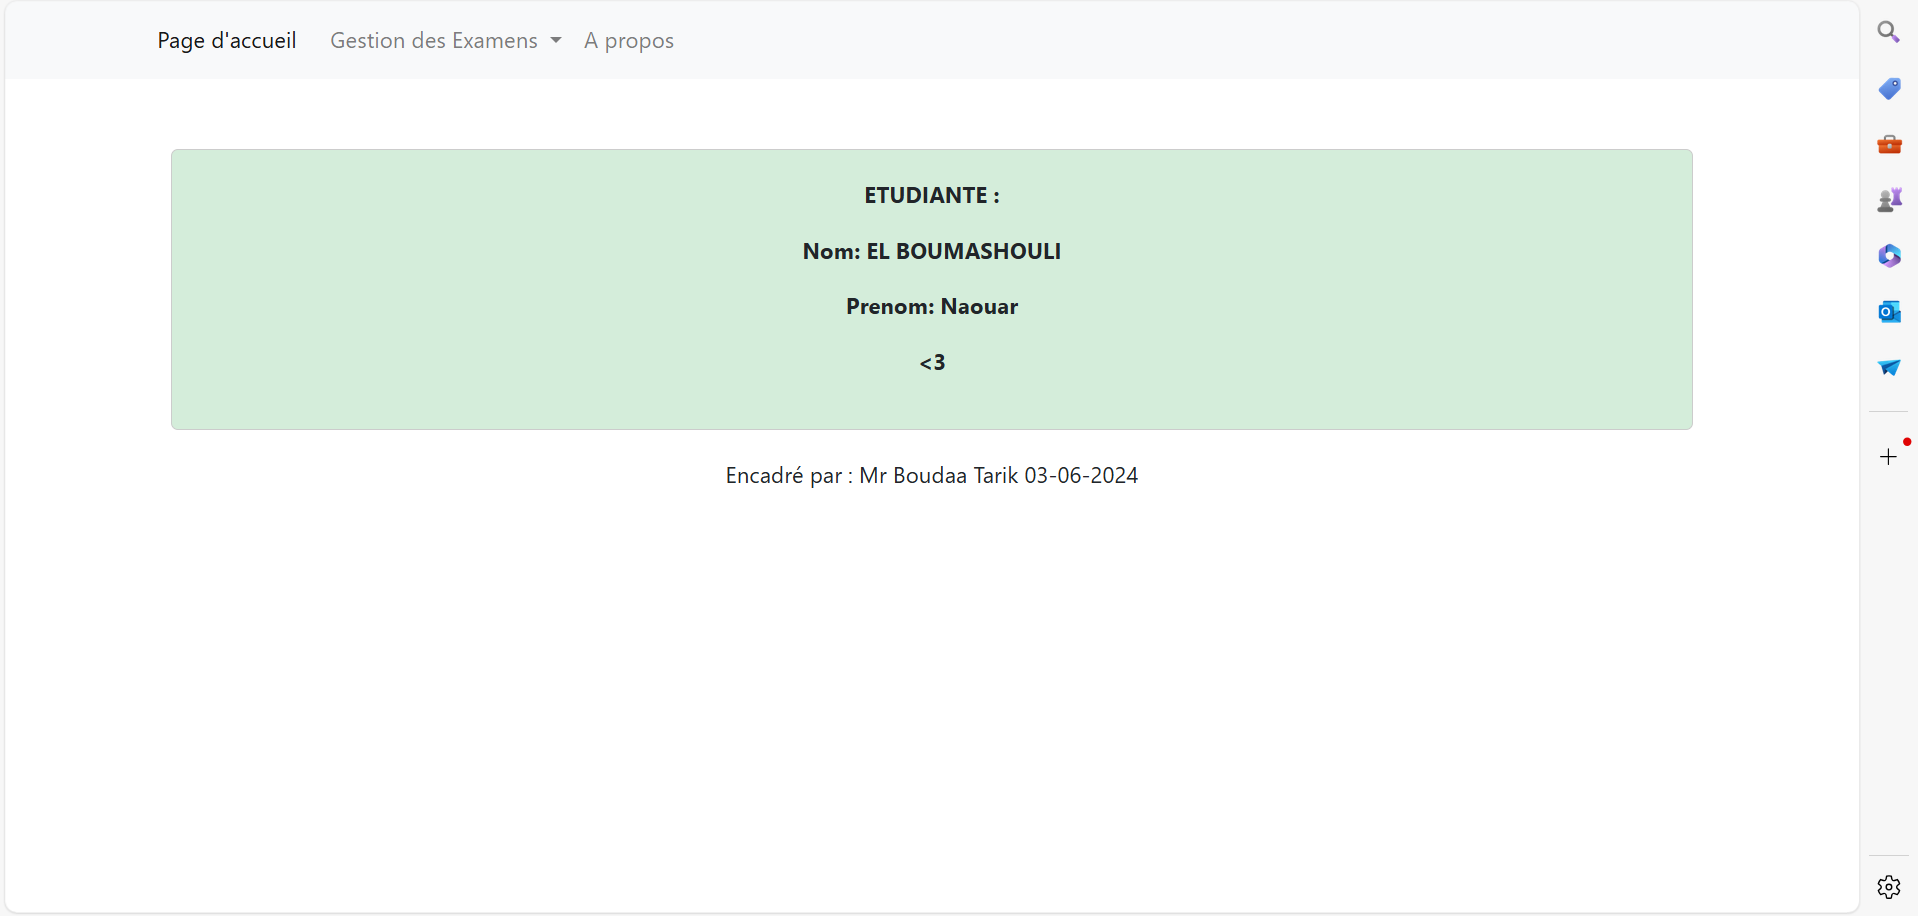 Page d'accueil Gestion des Examens A propos
ETUDIANTE :
Nom: EL BOUMASHOULI
Prenom: Naouar
<3
Encadré par : Mr Boudaa Tarik 03-06-2024